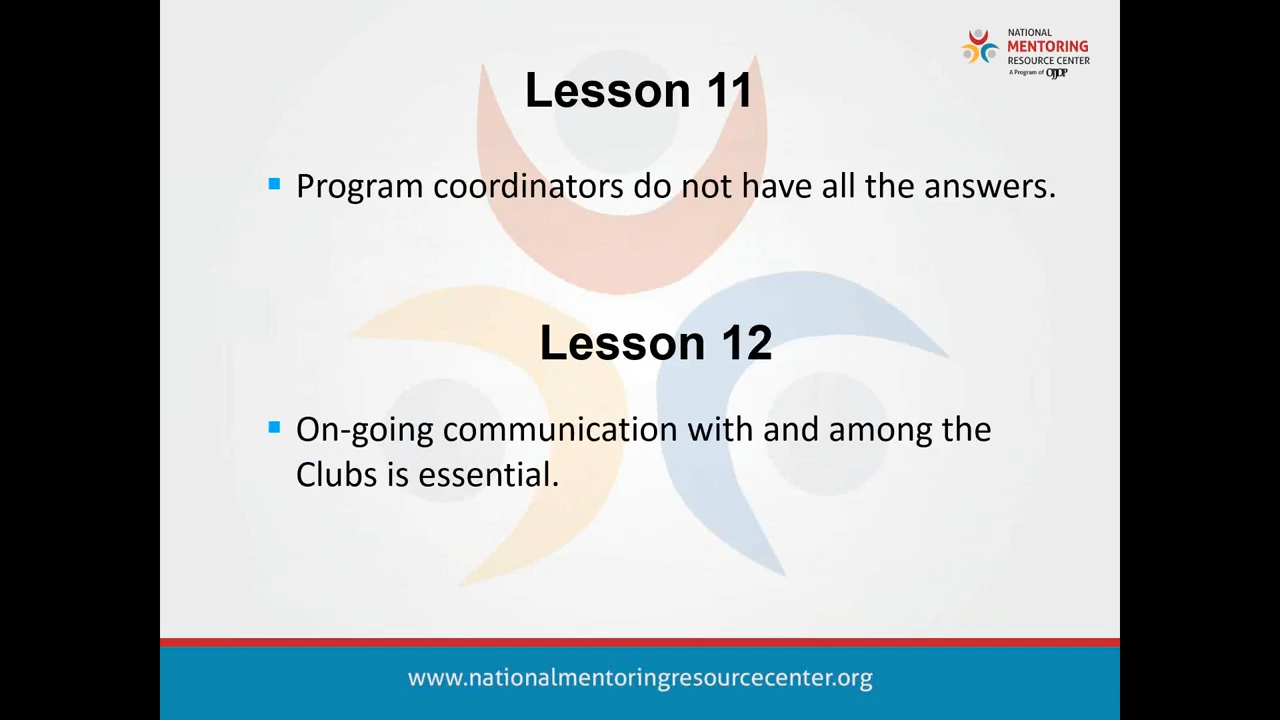 NATIONAL
MENTORING
RESOURCE CENTER
A Program of OJJDP
Lesson 11
Program coordinators do not have all the answers.
Lesson 12
On-going communication with and among the
Clubs is essential.
www.nationalmentoringresourcecenter.org